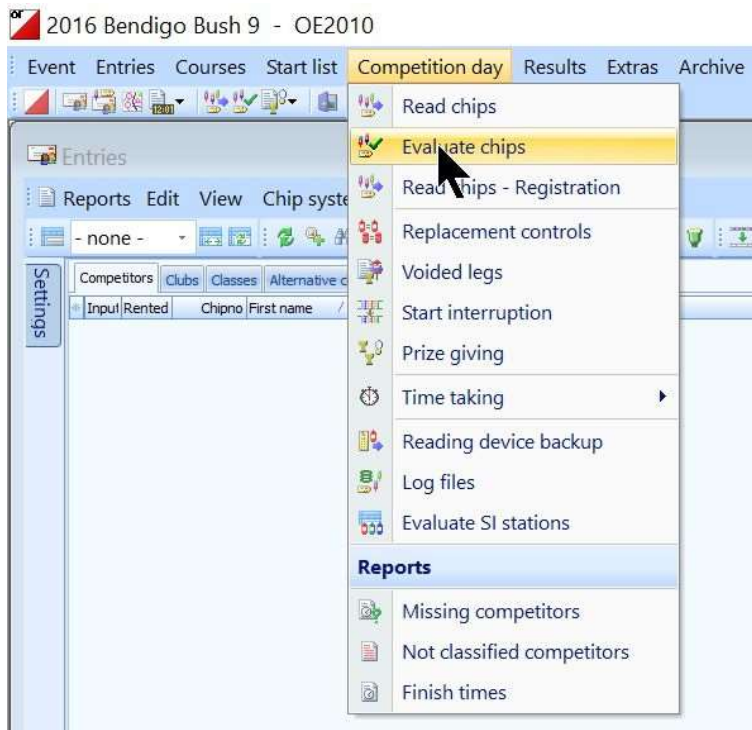 2016 Bendigo Bush 9 - OE2010
Event Entries Courses Start list Competition day Results Extras Archive
Read chips
Entries
Evaluate chips
Reports Edit View Chip syste
Read chips - Registration
- none -
Replacement controls
Settings
Competitors Clubs Classes Alternative c
Voided legs
Input Rented Chipno First name
Start interruption
Prize giving
Time taking
Reading device backup
Log files
Evaluate SI stations
Reports
Missing competitors
Not classified competitors
Finish times